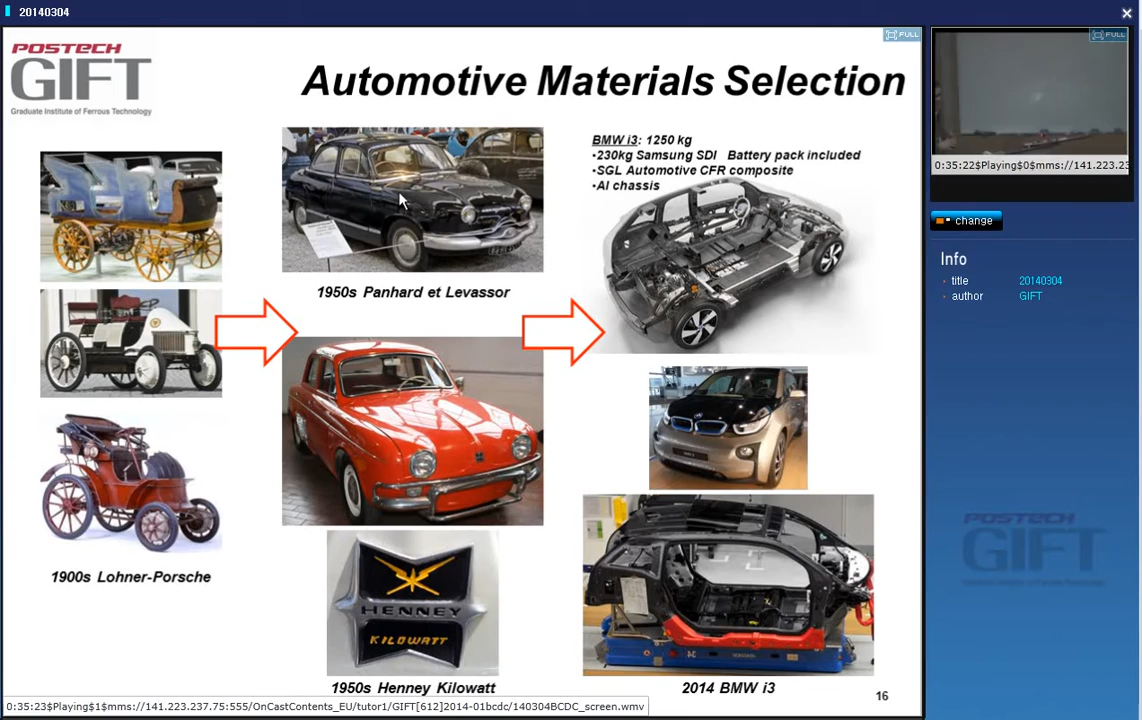 20140304
FULL
FULL
POSTECH
GIFT
Graduate Institute of Ferrous Technology
Automotive Materials Selection
BMW i3: 1250 kg
•230kg Samsung SDI Battery pack included
•SGL Automotive CFR composite
•Al chassis
1950s Panhard et Levassor
1900s Lohner-Porsche
HENNEY
KILOWATT
1950s Henney Kilowatt
2014 BMW i3
16
0:35:23$Playing$1$mms://141.223.237.75:555/OnCastContents_EU/tutor1/GIFT[612]2014-01bcdc/140304BCDC_screen.wmv
0:35:22$Playing$0$mms://141.223.23
change
Info
title 20140304
author GIFT
POSTECH
GIFT